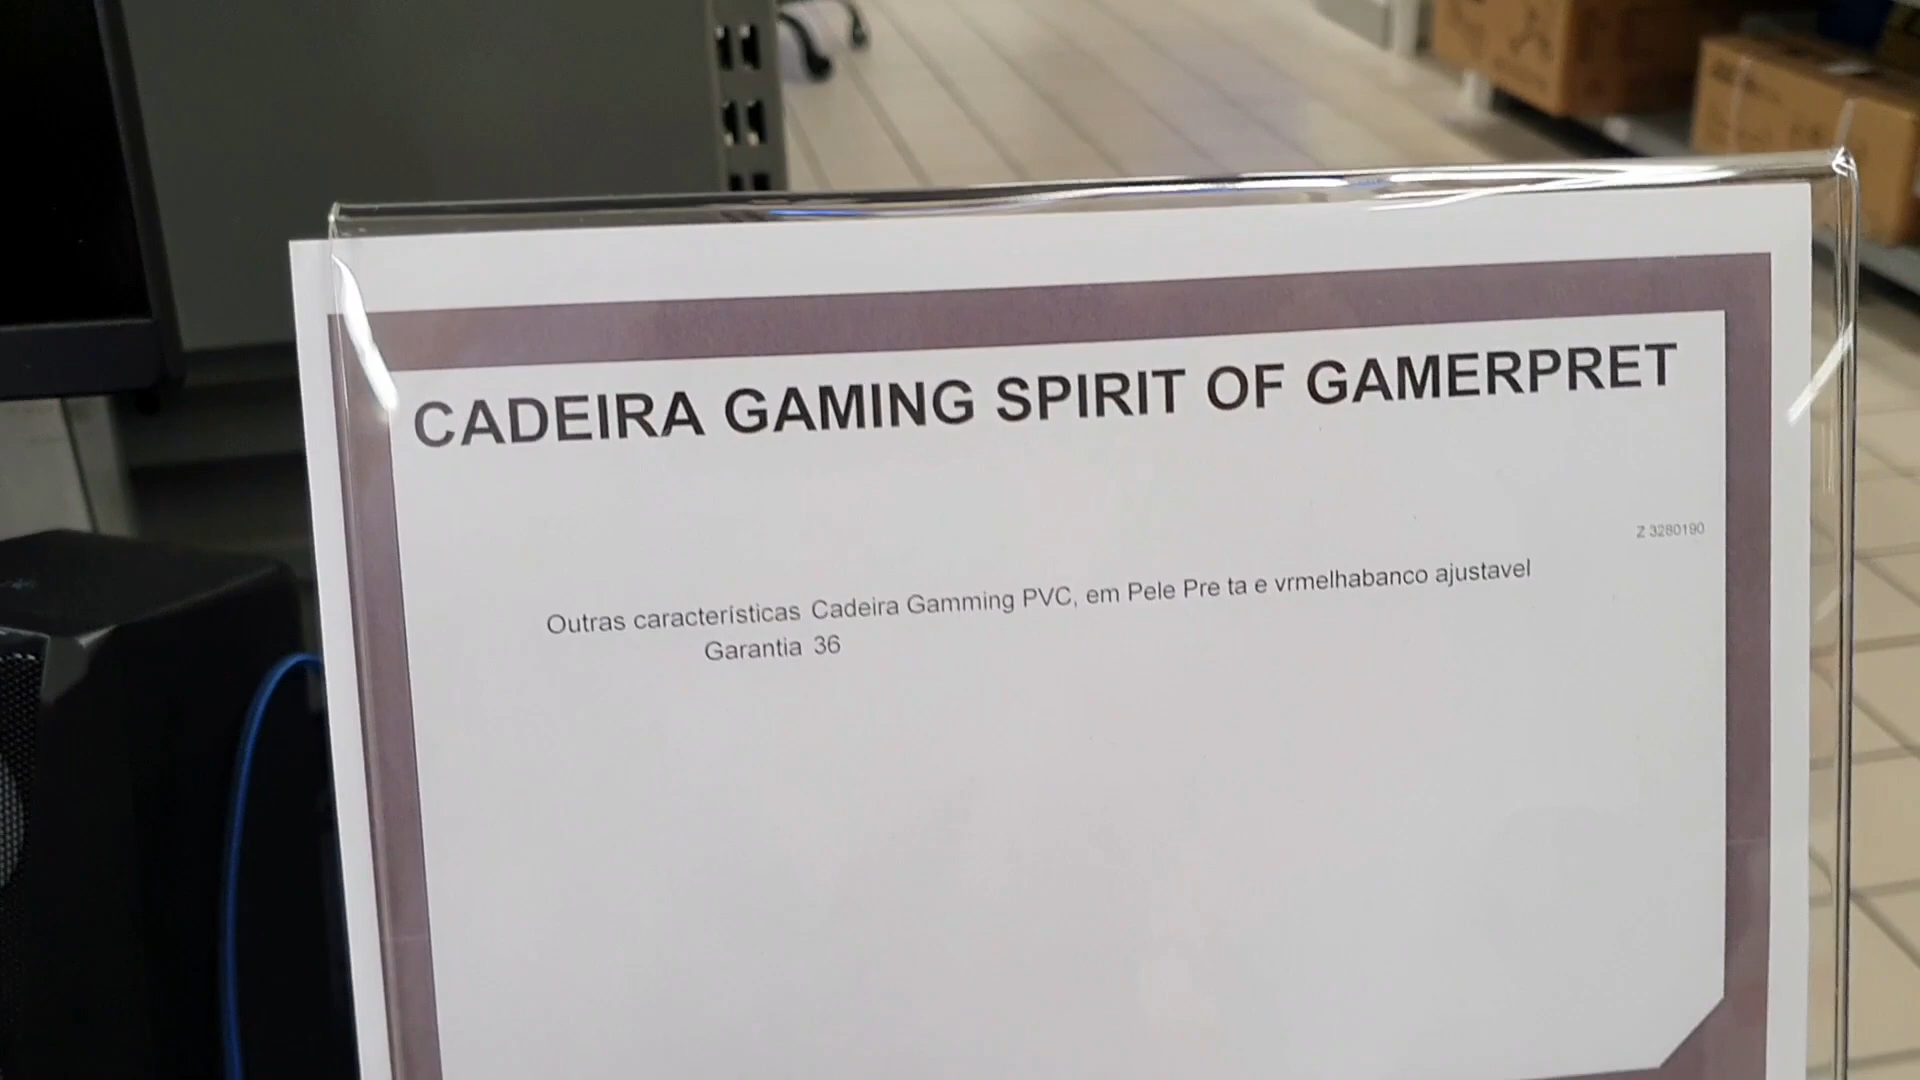 CADEIRA GAMING SPIRIT OF GAMERPRET
Z 3280190
Outras características Cadeira Gamming PVC, em Pele Pre ta e vrmelhabanco ajustavel
Garantia 36